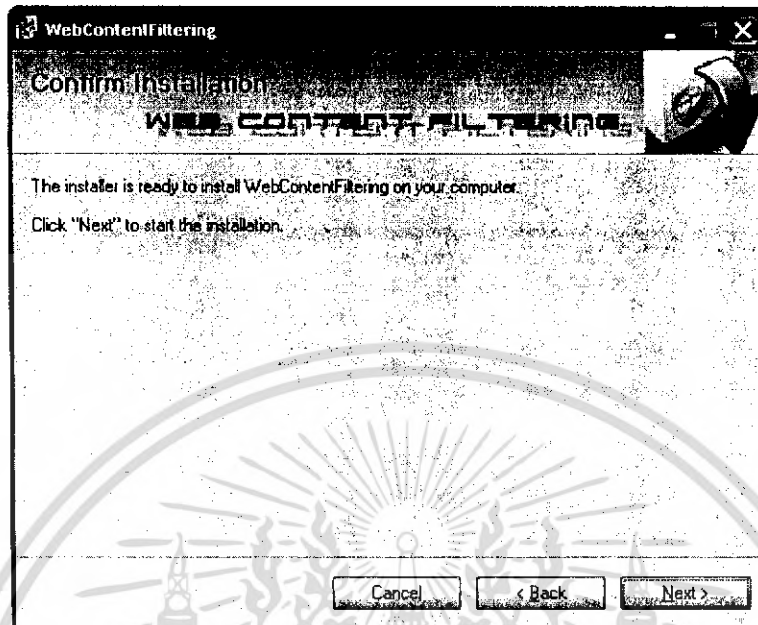 WebContentFiltering
Confirm Installation
WEB CONTENT FILTERING
The installer is ready to install WebContentFiltering on your computer.
Click "Next" to start the installation.
Cancel
< Back
Next >